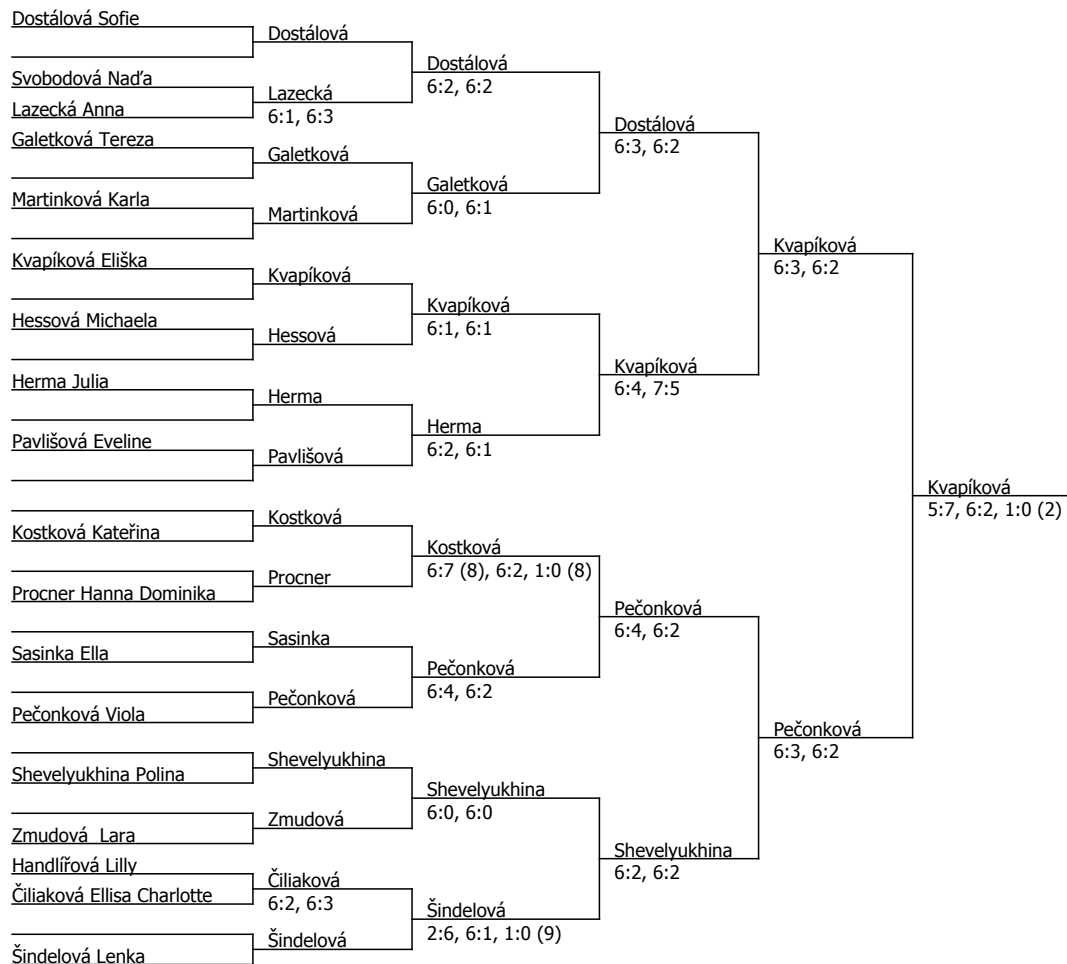 Dostálová Sofie
Svobodová Naďa
Lazecká Anna
Galetková Tereza
Martinková Karla
Kvapíková Eliška
Hessová Michaela
Herma Julia
Pavlišová Eveline
Kostková Kateřina
Procner Hanna Dominika
Sasinka Ella
Pečonková Viola
Shevelyukhina Polina
Zmudová  Lara
Handlířová Lilly
Čiliaková Ellisa Charlotte
Šindelová Lenka
Dostálová
Lazecká
6:1, 6:3
Galetková
Martinková
Kvapíková
Hessová
Herma
Pavlišová
Kostková
Procner
Sasinka
Pečonková
Shevelyukhina
Zmudová
Čiliaková
6:2, 6:3
Šindelová
Dostálová
6:2, 6:2
Galetková
6:0, 6:1
Kvapíková
6:1, 6:1
Herma
6:2, 6:1
Kostková
6:7 (8), 6:2, 1:0 (8)
Pečonková
6:4, 6:2
Shevelyukhina
6:0, 6:0
Šindelová
2:6, 6:1, 1:0 (9)
Dostálová
6:3, 6:2
Kvapíková
6:4, 7:5
Pečonková
6:4, 6:2
Shevelyukhina
6:2, 6:2
Kvapíková
6:3, 6:2
Pečonková
6:3, 6:2
Kvapíková
5:7, 6:2, 1:0 (2)